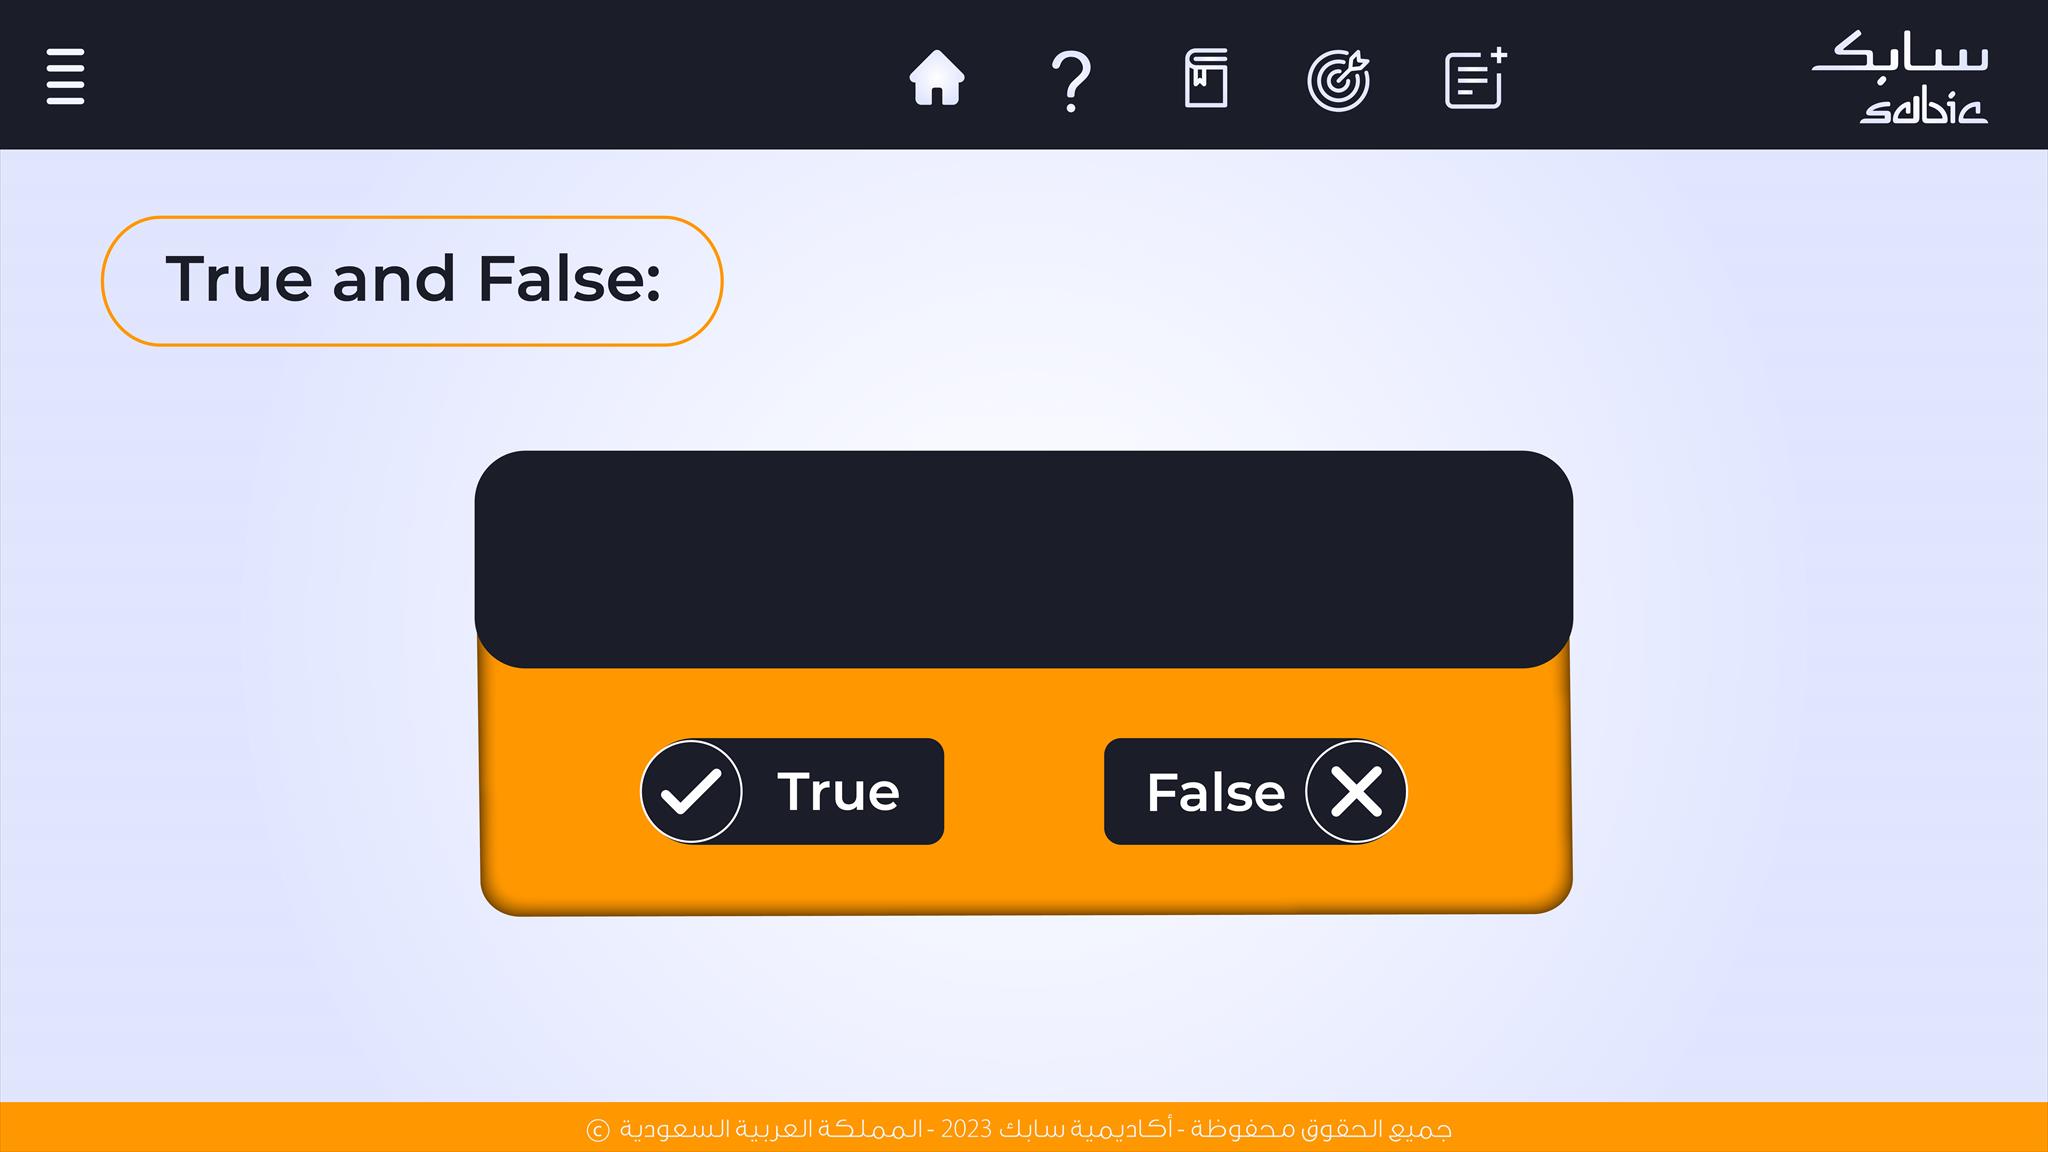 سابك
sabic
True and False:
True
False
جميع الحقوق محفوظة - أكاديمية سابك 2023 - المملكة العربية السعودية ©